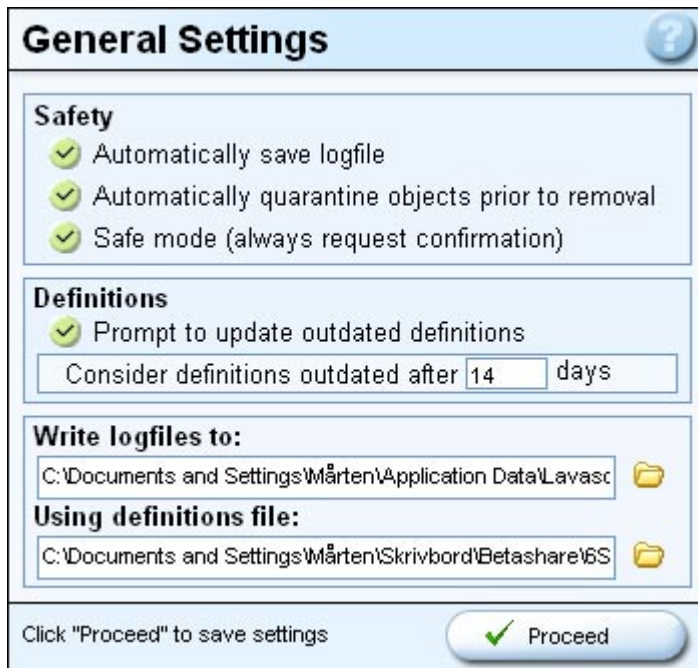 General Settings
?
Safety
Automatically save logfile
Automatically quarantine objects prior to removal
Safe mode (always request confirmation)
Definitions
Prompt to update outdated definitions
Consider definitions outdated after 14 days
Write logfiles to:
C:\Documents and Settings\Mårten\Application Data\Lavasc
Using definitions file:
C:\Documents and Settings\Mårten\Skrivbord\Betashare\6S
Click "Proceed" to save settings
Proceed